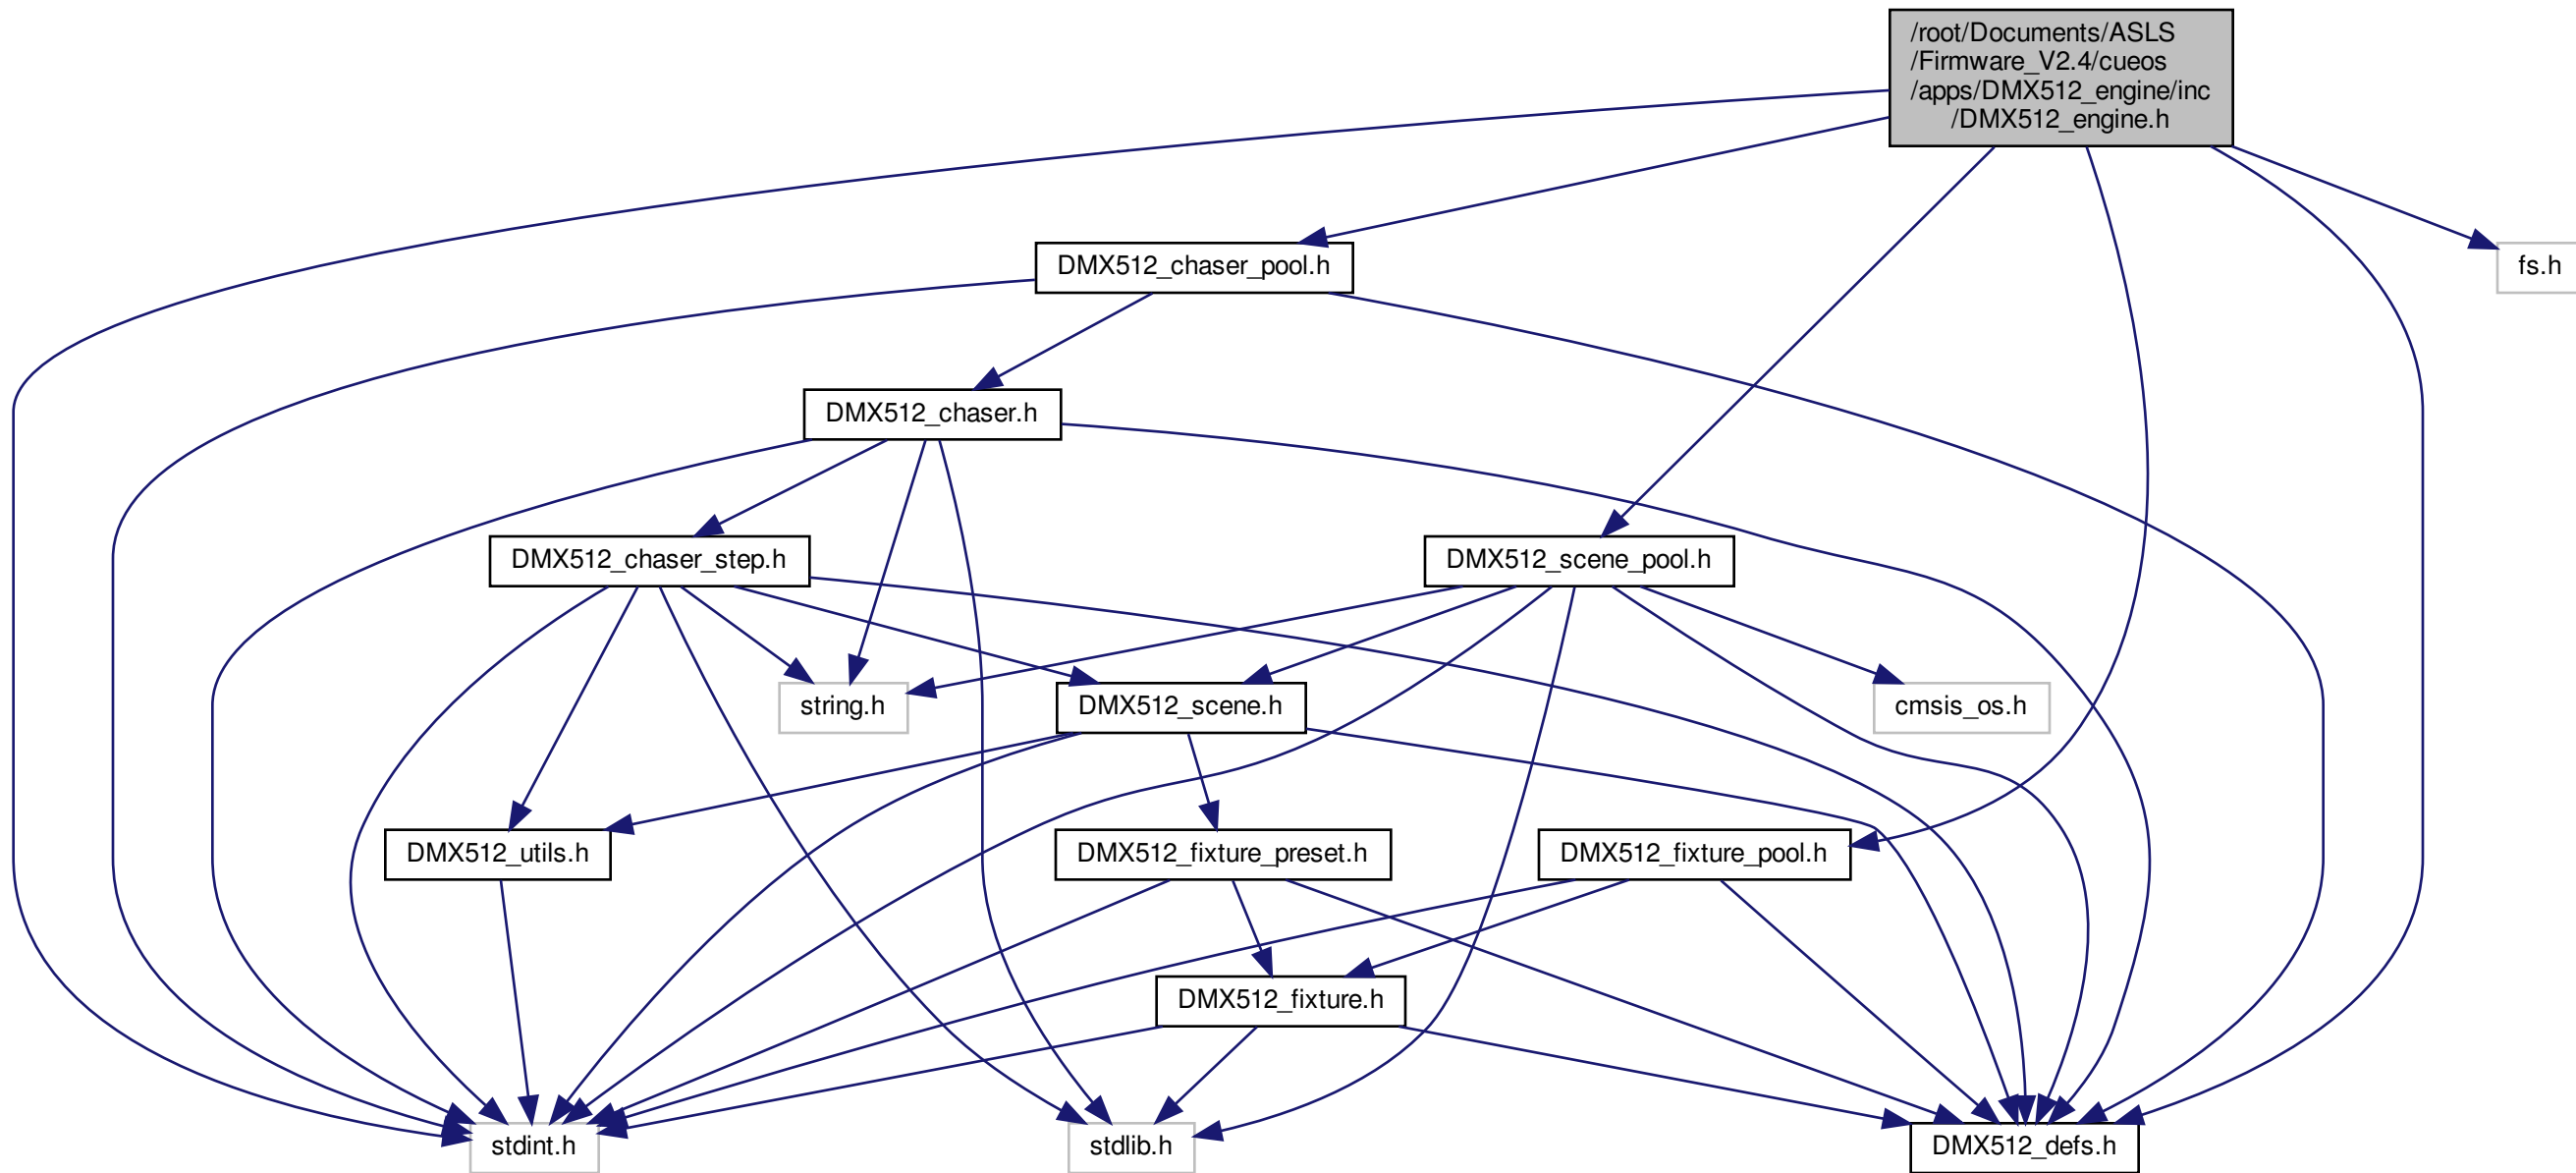 /root/Documents/ASLS
/Firmware_V2.4/cueos
/apps/DMX512_engine/inc
/DMX512_engine.h
DMX512_chaser_pool.h
fs.h
DMX512_chaser.h
DMX512_chaser_step.h
DMX512_scene_pool.h
string.h
DMX512_scene.h
cmsis_os.h
DMX512_utils.h
DMX512_fixture_preset.h
DMX512_fixture_pool.h
DMX512_fixture.h
stdint.h
stdlib.h
DMX512_defs.h